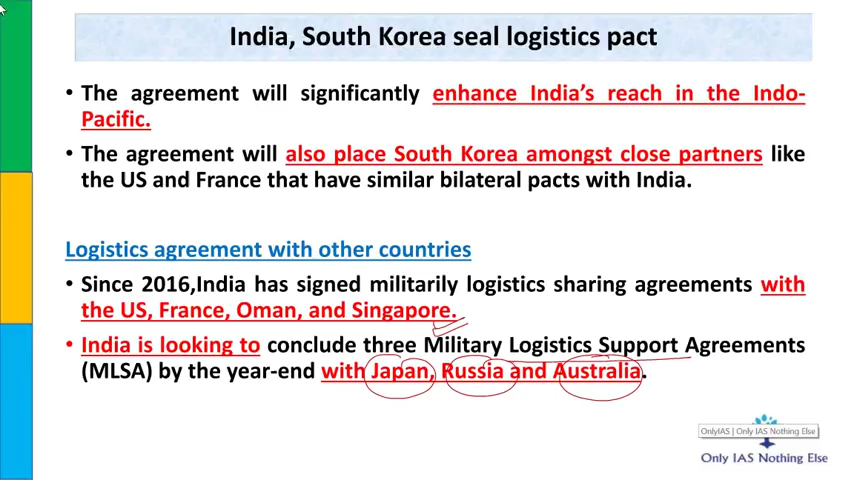 India, South Korea seal logistics pact
• The agreement will significantly enhance India's reach in the Indo-
Pacific.
• The agreement will also place South Korea amongst close partners like
the US and France that have similar bilateral pacts with India.
Logistics agreement with other countries
• Since 2016,India has signed militarily logistics sharing agreements with
the US, France, Oman, and Singapore.
• India is looking to conclude three Military Logistics Support Agreements
(MLSA) by the year-end with Japan, Russia and Australia.
OnlyIAS | Only IAS Nothing Else
Only IAS Nothing Else